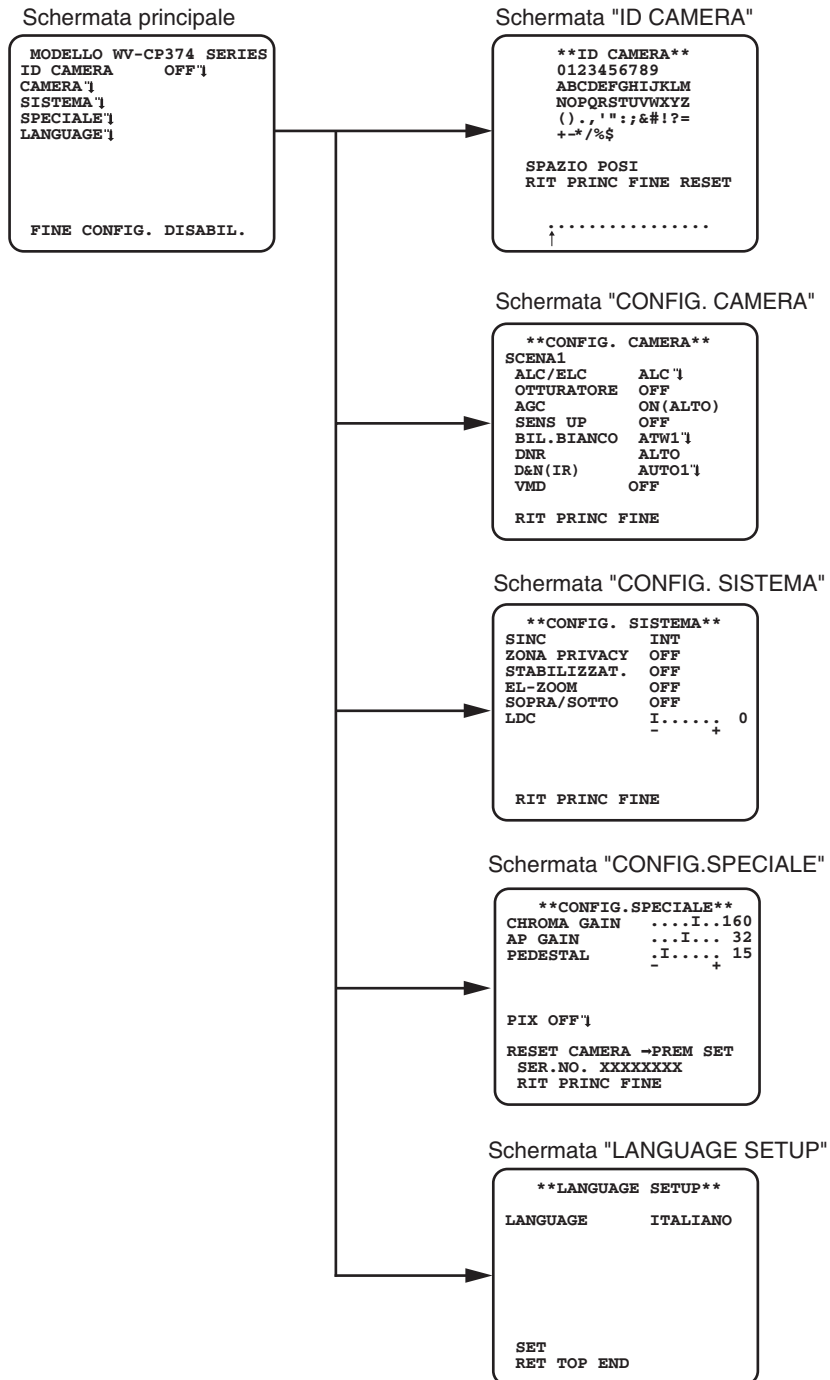 Schermata principale
MODELLO WV-CP374 SERIES
ID CAMERA OFF
CAMERA
SISTEMA
SPECIALE
LANGUAGE
FINE CONFIG. DISABIL.
Schermata "ID CAMERA"
**ID CAMERA**
0123456789
ABCDEFGHIJKLM
NOPQRSTUVWXYZ
().,'":;&#!?=
+-*/%$
SPAZIO POSI
RIT PRINC FINE RESET
................
↑
Schermata "CONFIG. CAMERA"
**CONFIG. CAMERA**
SCENA1
ALC/ELC ALC
OTTURATORE OFF
AGC ON(ALTO)
SENS UP OFF
BIL.BIANCO ATW1
DNR ALTO
D&N(IR) AUTO1
VMD OFF
RIT PRINC FINE
Schermata "CONFIG. SISTEMA"
**CONFIG. SISTEMA**
SINC INT
ZONA PRIVACY OFF
STABILIZZAT. OFF
EL-ZOOM OFF
SOPRA/SOTTO OFF
LDC I...... 0
- +
RIT PRINC FINE
Schermata "CONFIG.SPECIALE"
**CONFIG.SPECIALE**
CHROMA GAIN ....I..160
AP GAIN ...I... 32
PEDESTAL .I..... 15
- +
PIX OFF
RESET CAMERA →PREM SET
SER.NO. XXXXXXXX
RIT PRINC FINE
Schermata "LANGUAGE SETUP"
**LANGUAGE SETUP**
LANGUAGE ITALIANO
SET
RET TOP END